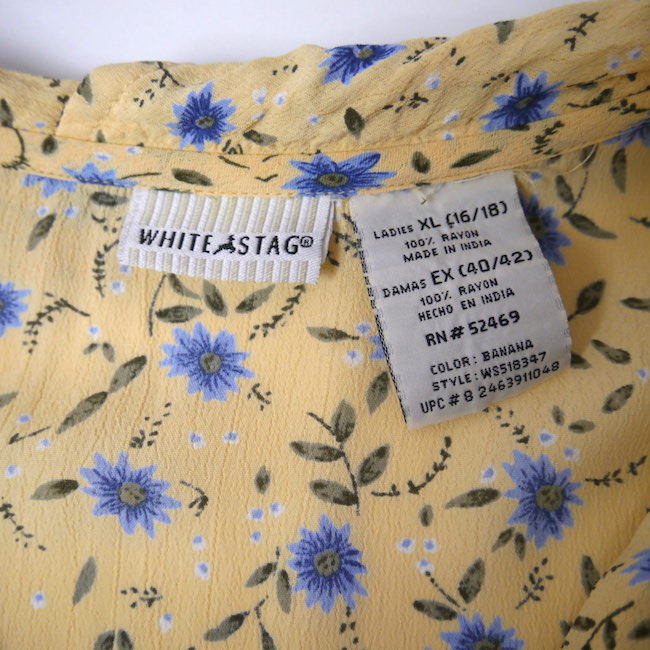 WHITE STAG®
LADIES XL (16/18)
100% RAYON
MADE IN INDIA
DAMAS EX (40/42)
100% RAYON
HECHO EN INDIA
RN# 52469
COLOR: BANANA
STYLE: WS518347
UPC # 8 2463911048